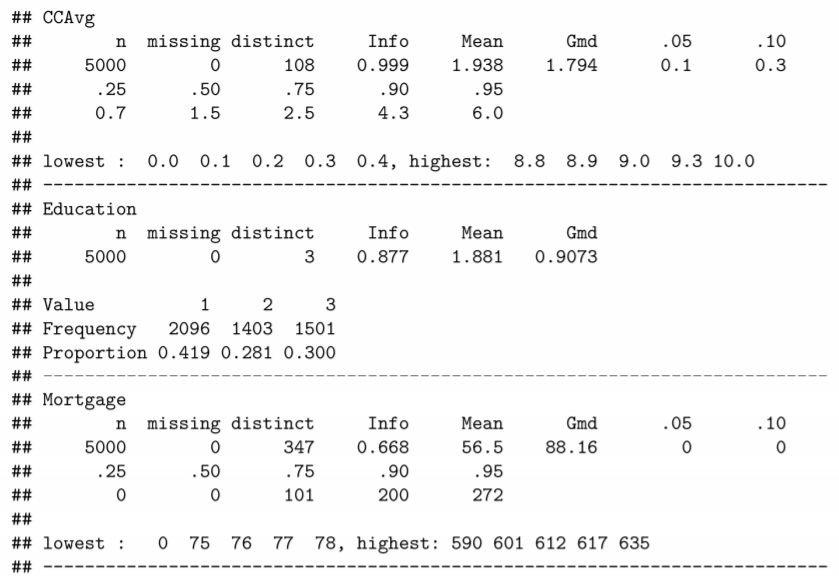 ## CCAvg
##        n  missing distinct     Info     Mean      Gmd      .05      .10
##     5000        0      108    0.999    1.938    1.794      0.1      0.3
##      .25      .50      .75      .90      .95
##      0.7      1.5      2.5      4.3      6.0
##
## lowest :  0.0  0.1  0.2  0.3  0.4, highest:  8.8  8.9  9.0  9.3 10.0
## ---------------------------------------------------------------------------
## Education
##        n  missing distinct     Info     Mean      Gmd
##     5000        0        3    0.877    1.881   0.9073
##
## Value          1     2     3
## Frequency   2096  1403  1501
## Proportion 0.419 0.281 0.300
## ---------------------------------------------------------------------------
## Mortgage
##        n  missing distinct     Info     Mean      Gmd      .05      .10
##     5000        0      347    0.668     56.5    88.16        0        0
##      .25      .50      .75      .90      .95
##        0        0      101      200      272
##
## lowest :   0  75  76  77  78, highest: 590 601 612 617 635
## ---------------------------------------------------------------------------